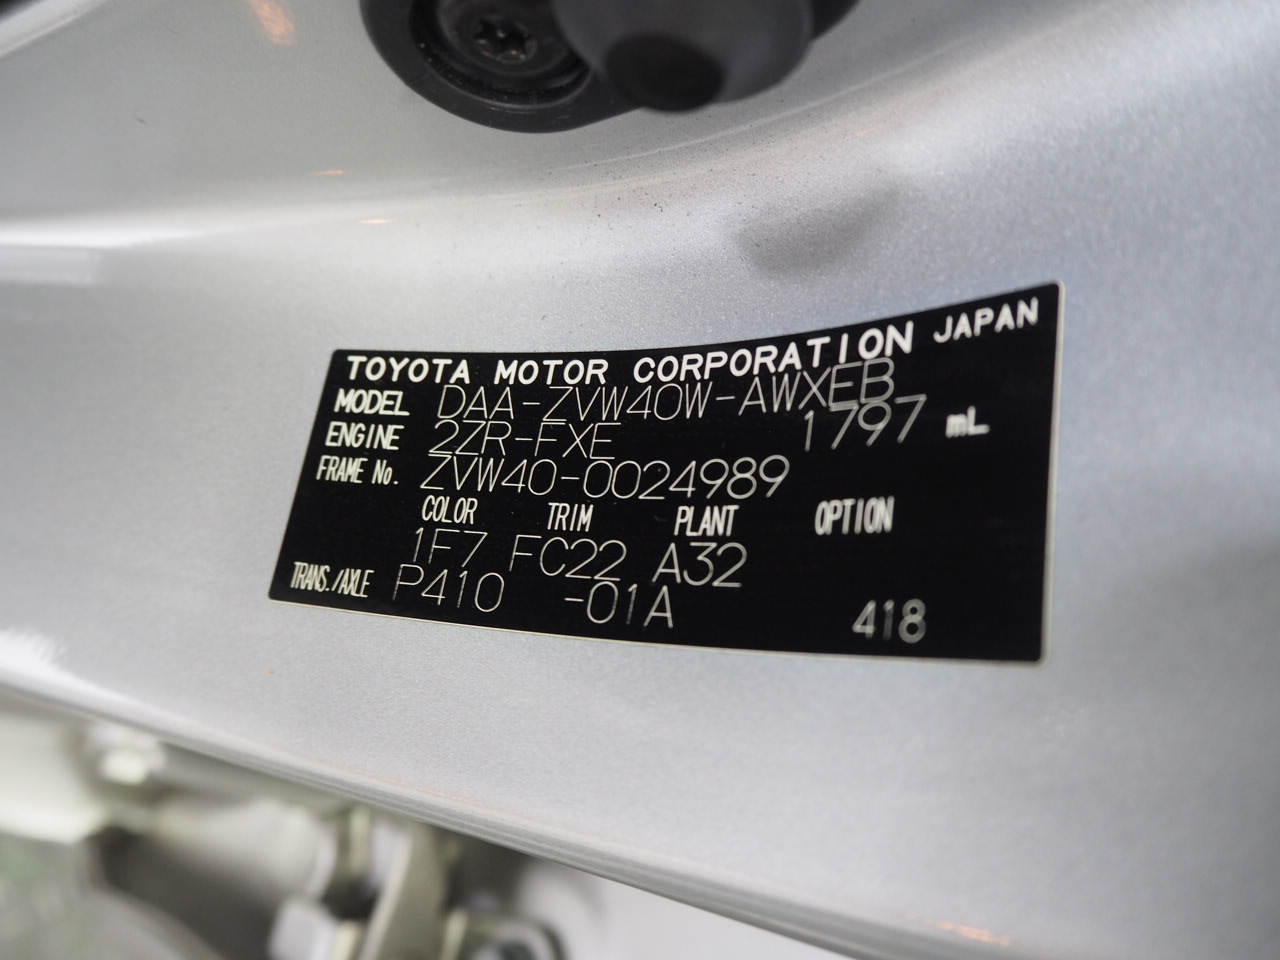 TOYOTA MOTOR CORPORATION JAPAN
MODEL DAA-ZVW40W-AWXEB
ENGINE 2ZR-FXE 1797 mL
FRAME No. ZVW40-0024989
COLOR TRIM PLANT OPTION
1F7 FC22 A32
TRANS./AXLE P410 -01A 418